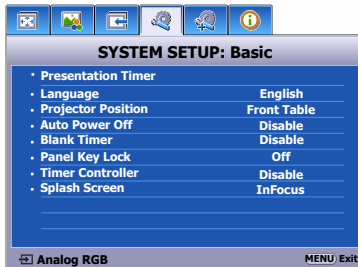 SYSTEM SETUP: Basic
Presentation Timer
Language English
Projector Position Front Table
Auto Power Off Disable
Blank Timer Disable
Panel Key Lock Off
Timer Controller Disable
Splash Screen InFocus
Analog RGB MENU Exit